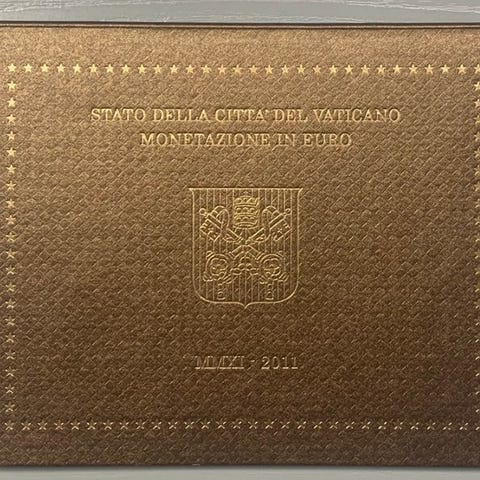 STATO DELLA CITTA' DEL VATICANO
MONETAZIONE IN EURO
MMXI - 2011